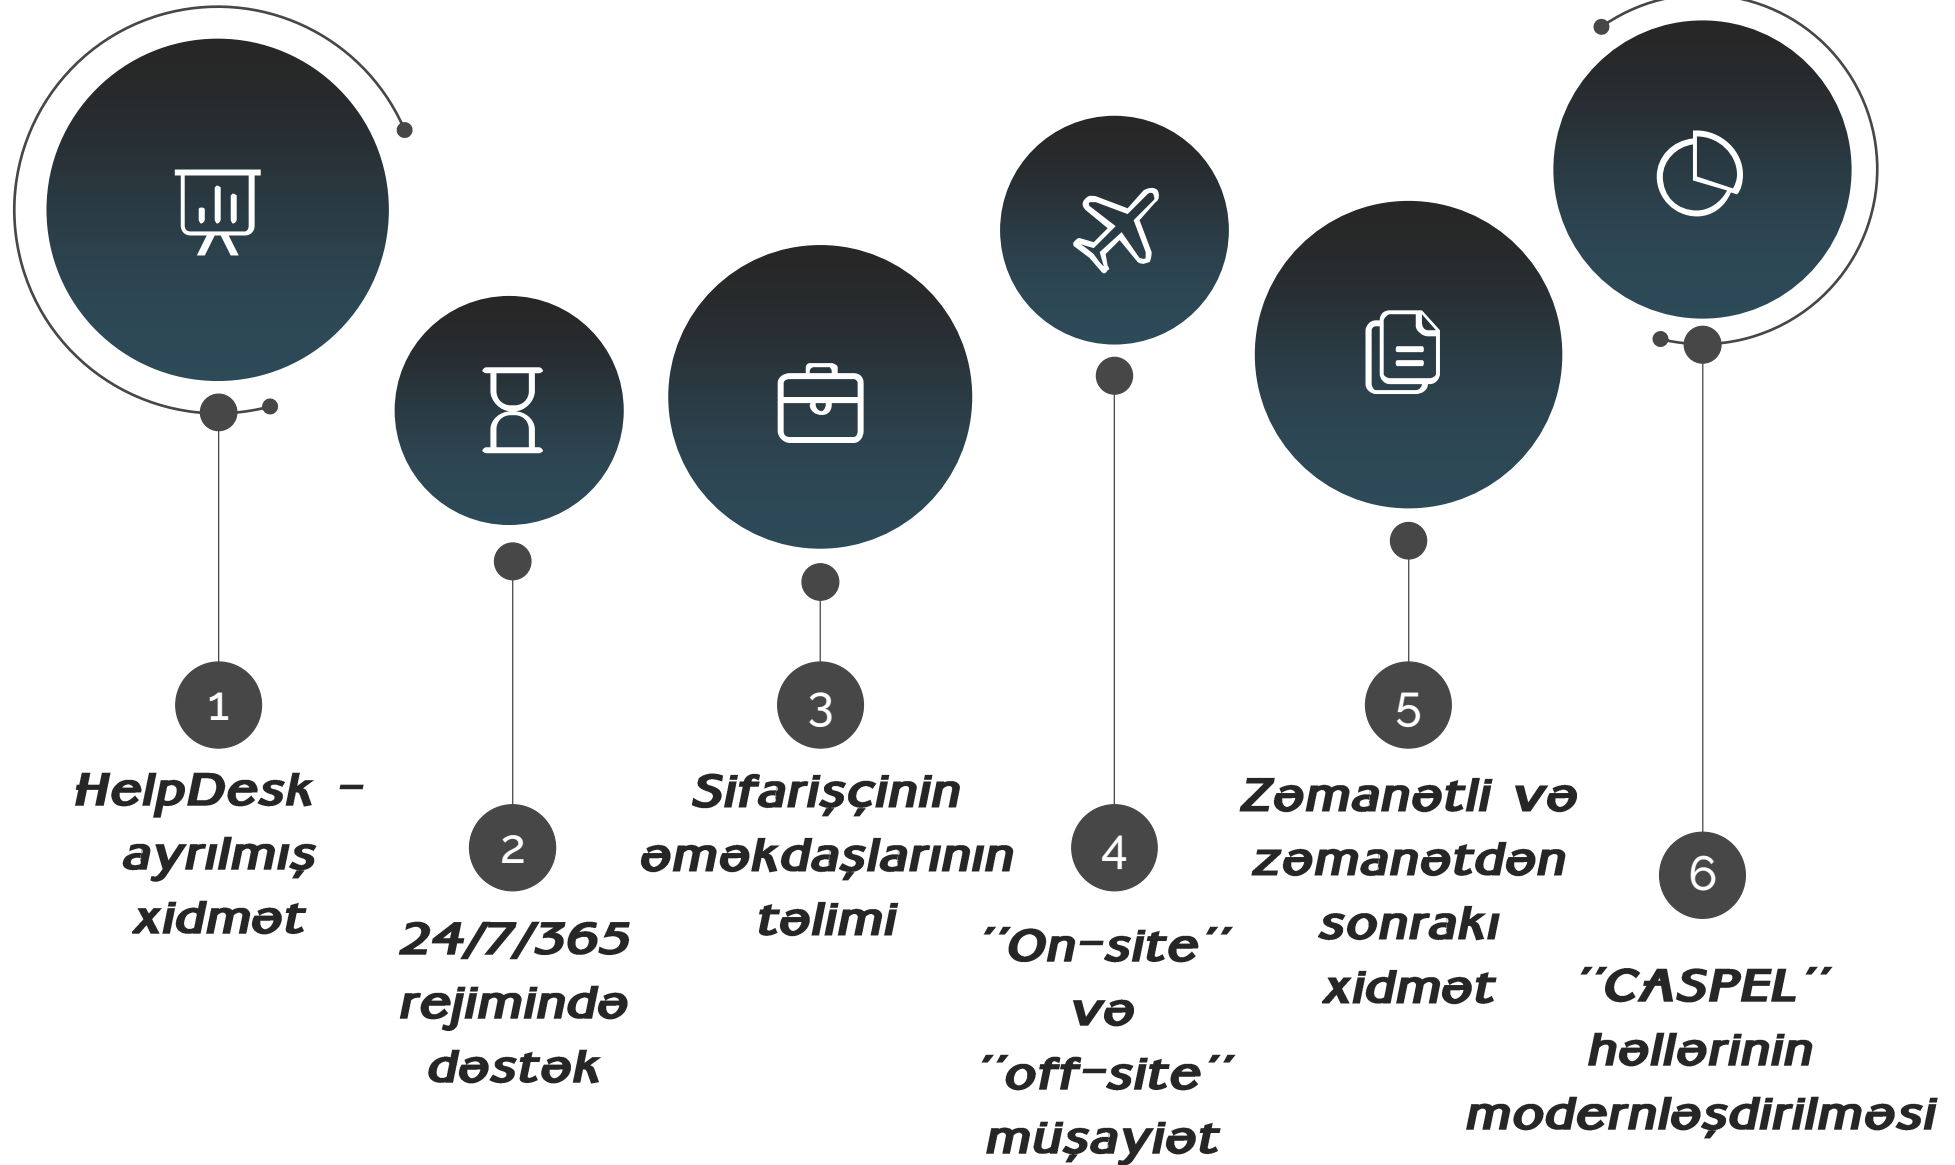 1
HelpDesk -
ayrılmış
xidmət
2
24/7/365
rejimində
dəstək
3
Sifarişçinin
əməkdaşlarının
təlimi
4
″On-site″
və
″off-site″
müşayiət
5
Zəmanətli və
zəmanətdən
sonrakı
xidmət
6
″CASPEL″
həllərinin
modernləşdirilməsi